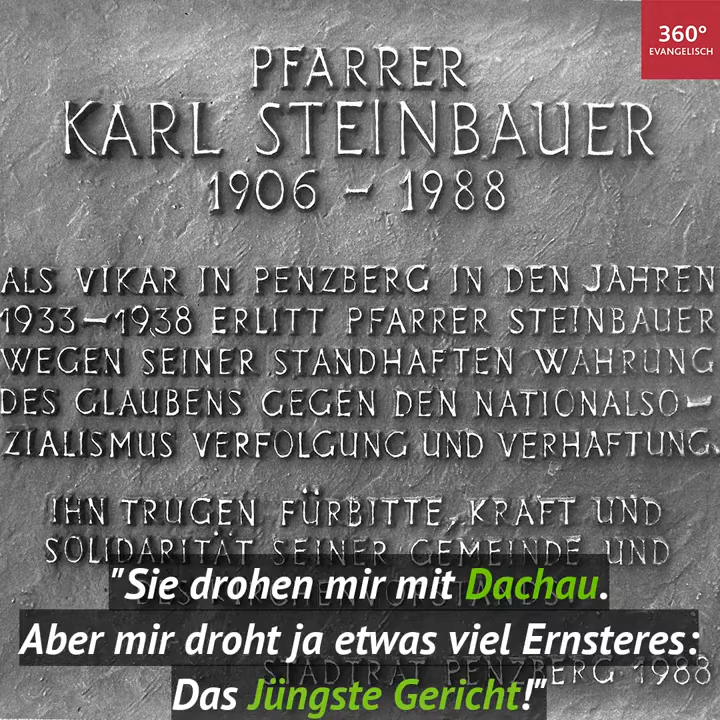 360°
EVANGELISCH
PFARRER
KARL STEINBAUER
1906 – 1988
ALS VIKAR IN PENZBERG IN DEN JAHREN
1933–1938 ERLITT PFARRER STEINBAUER
WEGEN SEINER STANDHAFTEN WAHRUNG
DES GLAUBENS GEGEN DEN NATIONALSO–
ZIALISMUS VERFOLGUNG UND VERHAFTUNG.
IHN TRUGEN FÜRBITTE, KRAFT UND
SOLIDARITÄT SEINER GEMEINDE UND
DES KIRCHENVORSTANDS
"Sie drohen mir mit Dachau.
Aber mir droht ja etwas viel Ernsteres:
STADTRAT PENZBERG 1988
Das Jüngste Gericht!"